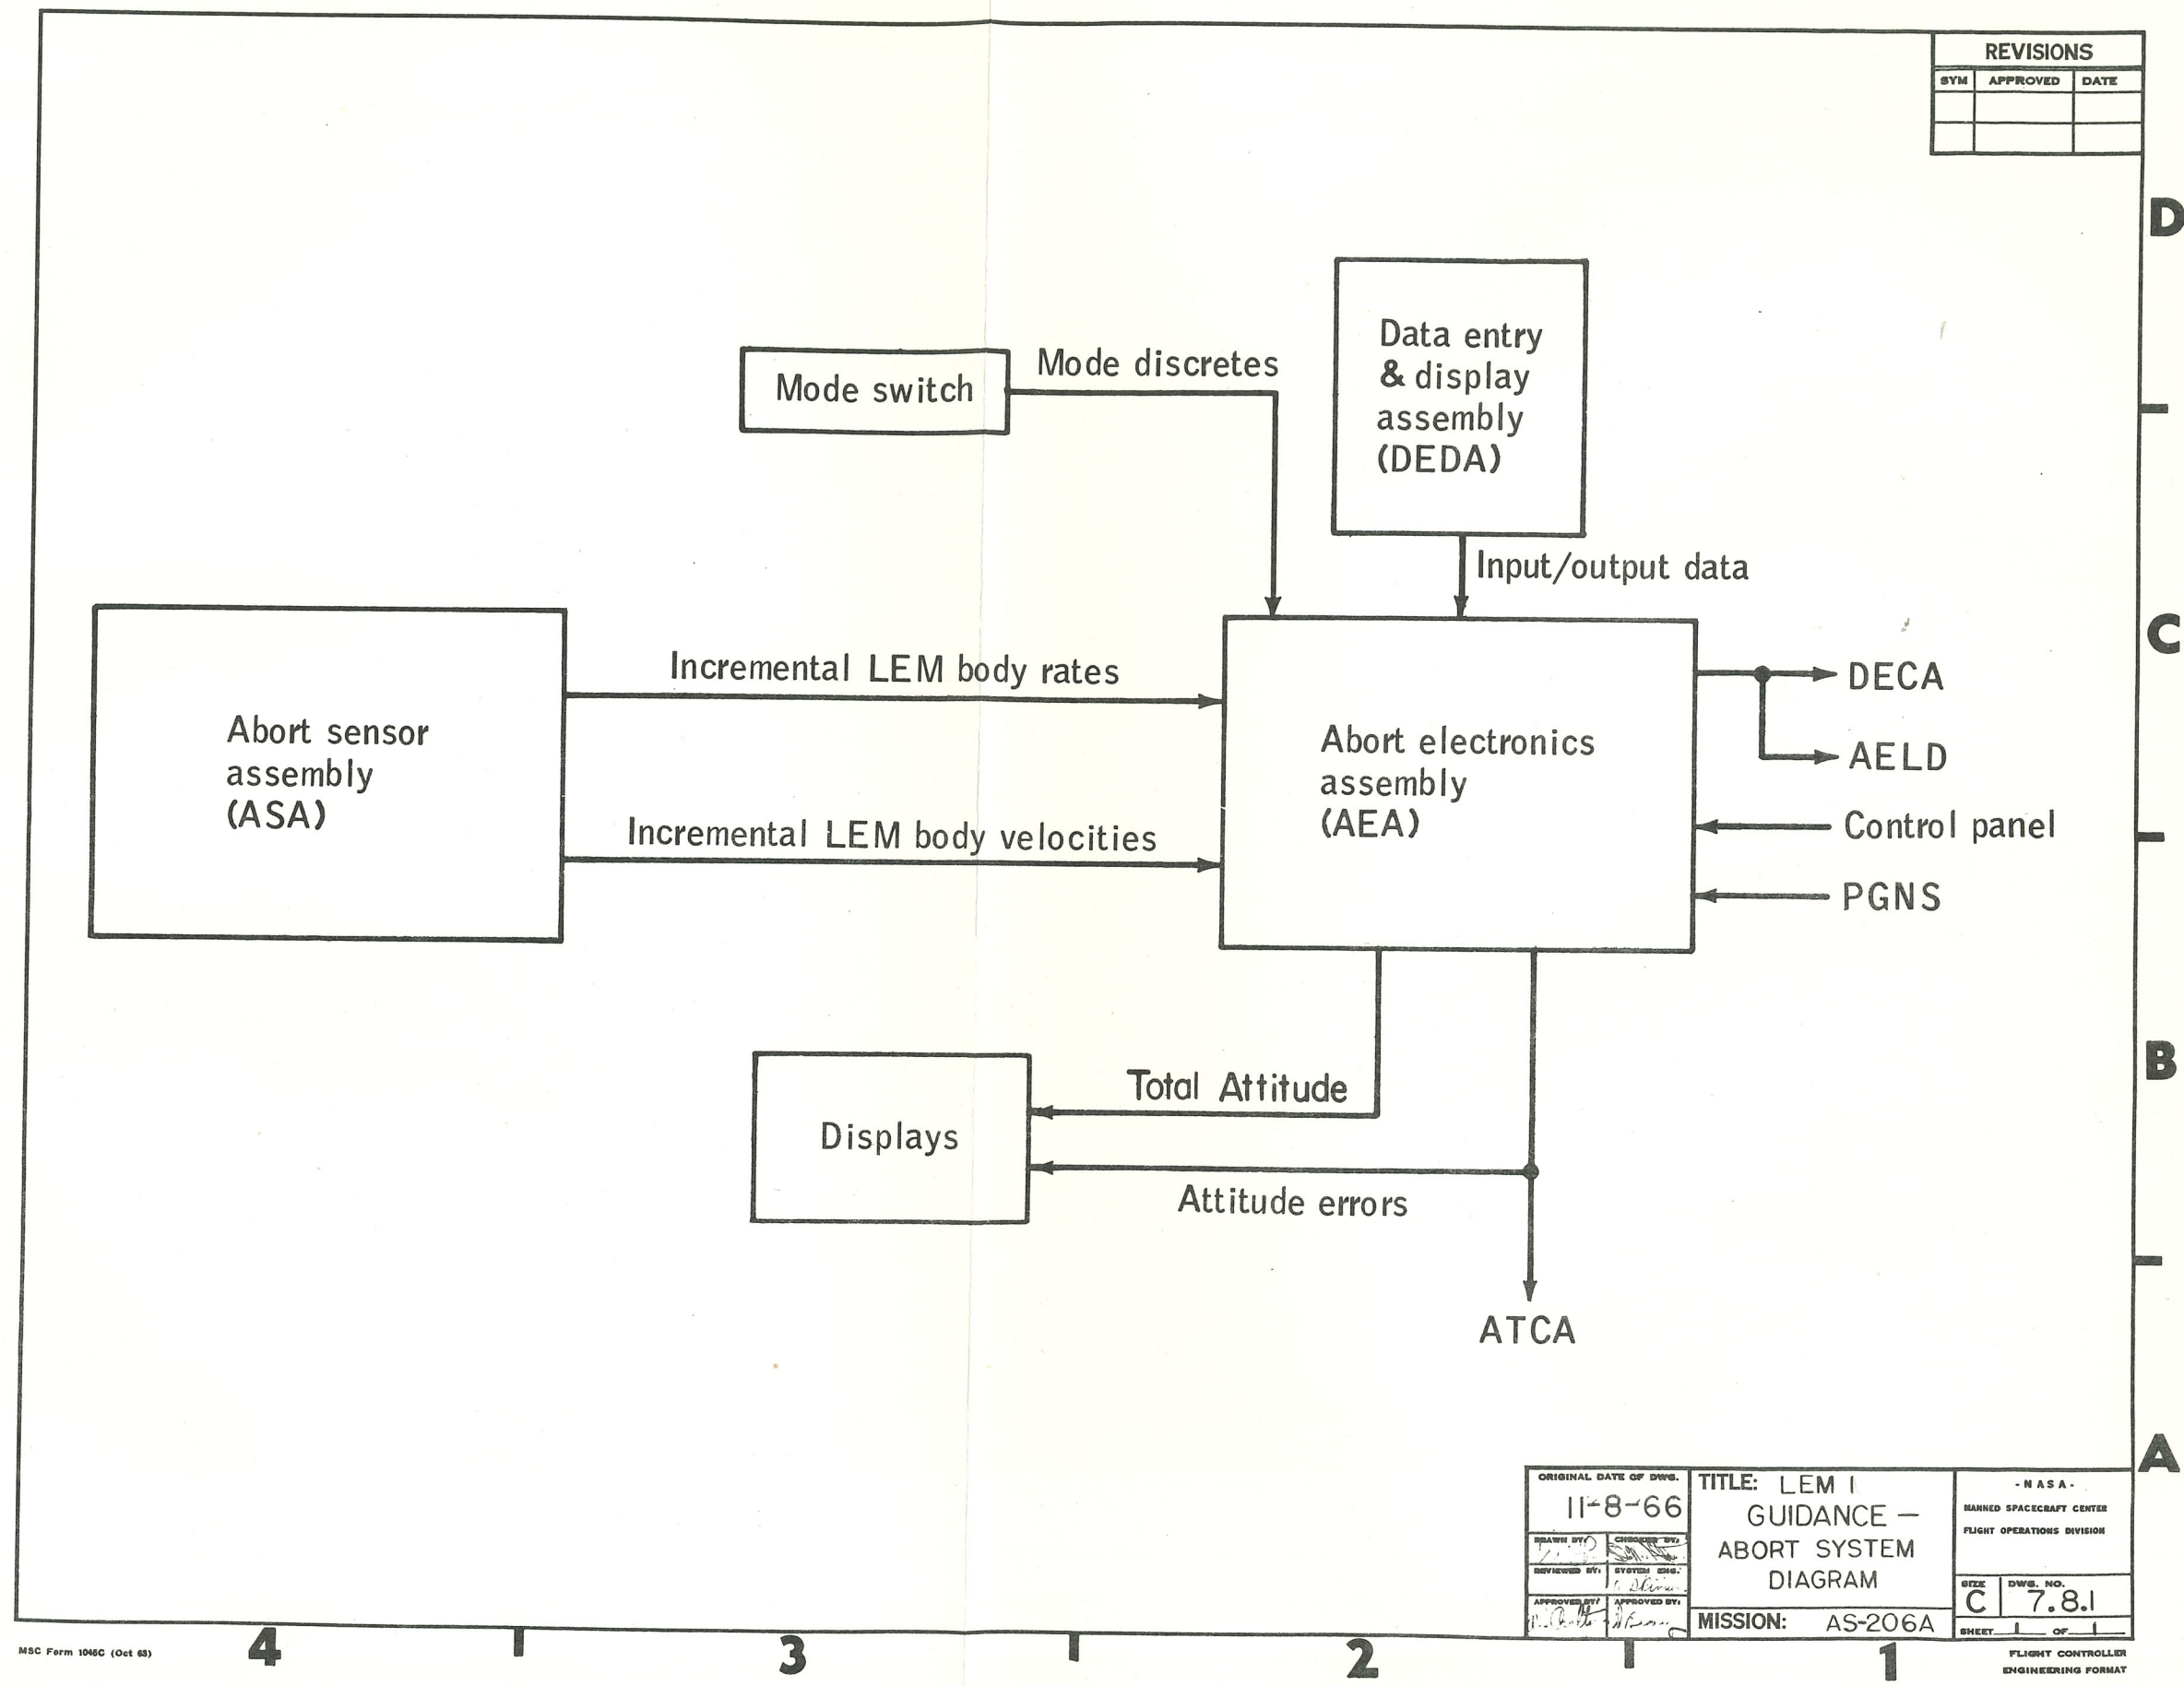 REVISIONS
SYM APPROVED DATE
D
Data entry
& display
assembly
(DEDA)
Mode switch
Mode discretes
Input/output data
C
Abort sensor
assembly
(ASA)
Incremental LEM body rates
Incremental LEM body velocities
Abort electronics
assembly
(AEA)
DECA
AELD
Control panel
PGNS
B
Displays
Total Attitude
Attitude errors
ATCA
A
ORIGINAL DATE OF DWG.
11-8-66
DRAWN BY: CHECKED BY:
REVIEWED BY: SYSTEM ENG.
APPROVED BY: APPROVED BY:
TITLE: LEM 1
GUIDANCE —
ABORT SYSTEM
DIAGRAM
MISSION: AS-206A
-NASA-
MANNED SPACECRAFT CENTER
FLIGHT OPERATIONS DIVISION
SIZE
C
DWG. NO.
7.8.1
SHEET 1 OF 1
MSC Form 1046C (Oct 63)
4 3 2 1
FLIGHT CONTROLLER
ENGINEERING FORMAT